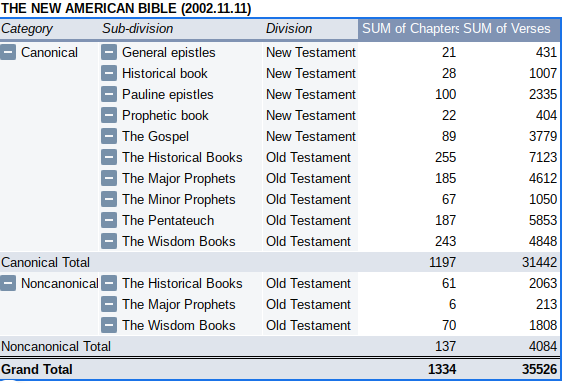 THE NEW AMERICAN BIBLE (2002.11.11)
Category Sub-division Division SUM of Chapters SUM of Verses
Canonical General epistles New Testament 21 431
Historical book New Testament 28 1007
Pauline epistles New Testament 100 2335
Prophetic book New Testament 22 404
The Gospel New Testament 89 3779
The Historical Books Old Testament 255 7123
The Major Prophets Old Testament 185 4612
The Minor Prophets Old Testament 67 1050
The Pentateuch Old Testament 187 5853
The Wisdom Books Old Testament 243 4848
Canonical Total 1197 31442
Noncanonical The Historical Books Old Testament 61 2063
The Major Prophets Old Testament 6 213
The Wisdom Books Old Testament 70 1808
Noncanonical Total 137 4084
Grand Total 1334 35526